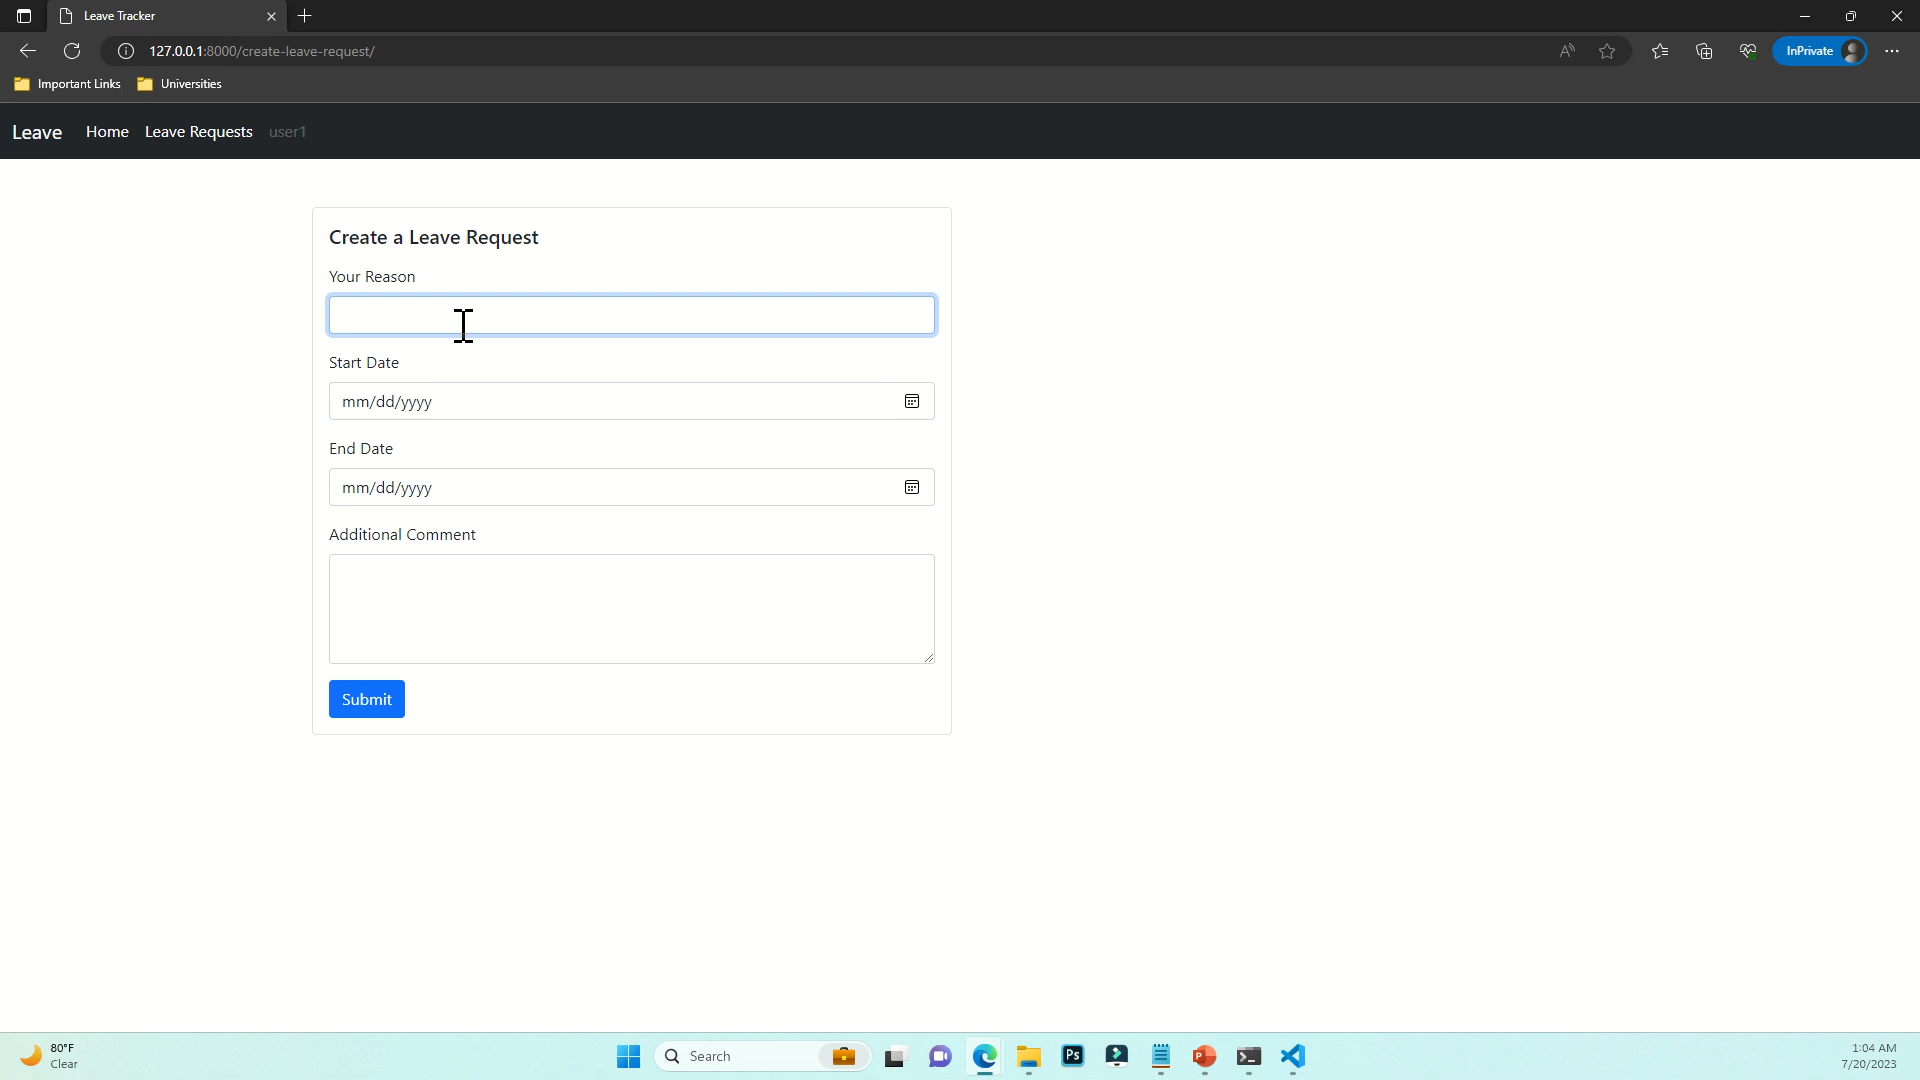 Leave Tracker
127.0.0.1:8000/create-leave-request/
InPrivate
Important Links
Universities
Leave
Home
Leave Requests
user1
Create a Leave Request
Your Reason
Start Date
mm/dd/yyyy
End Date
mm/dd/yyyy
Additional Comment
Submit
80°F
Clear
Search
Ps
P
1:04 AM
7/20/2023